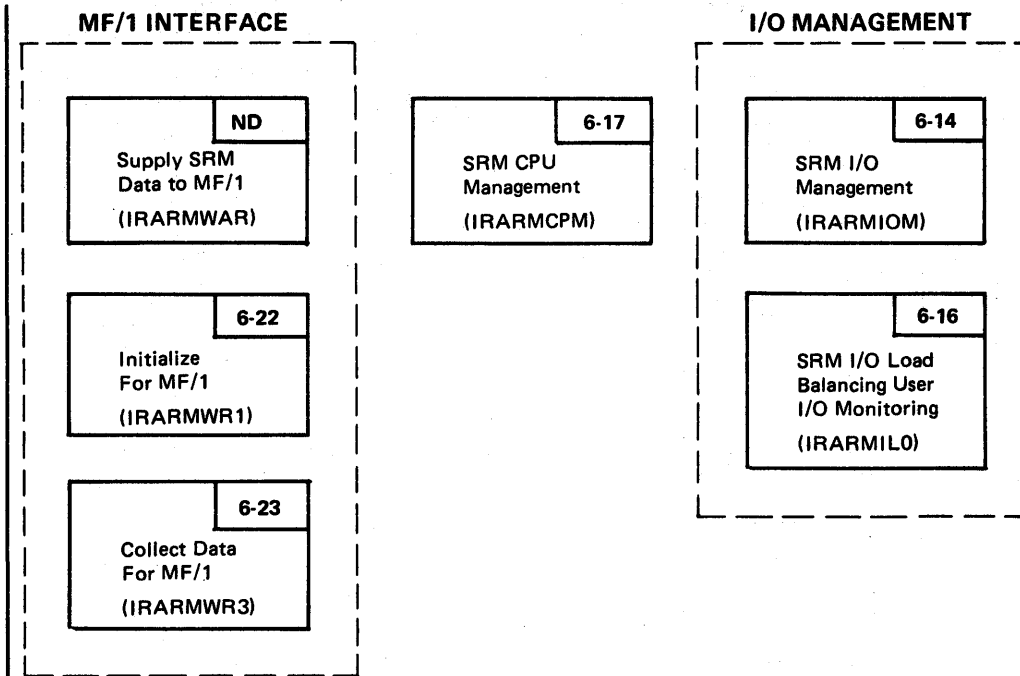 MF/1 INTERFACE
ND
Supply SRM
Data to MF/1
(IRARMWAR)
6-22
Initialize
For MF/1
(IRARMWR1)
6-23
Collect Data
For MF/1
(IRARMWR3)
6-17
SRM CPU
Management
(IRARMCPM)
I/O MANAGEMENT
6-14
SRM I/O
Management
(IRARMIOM)
6-16
SRM I/O Load
Balancing User
I/O Monitoring
(IRARMIL0)